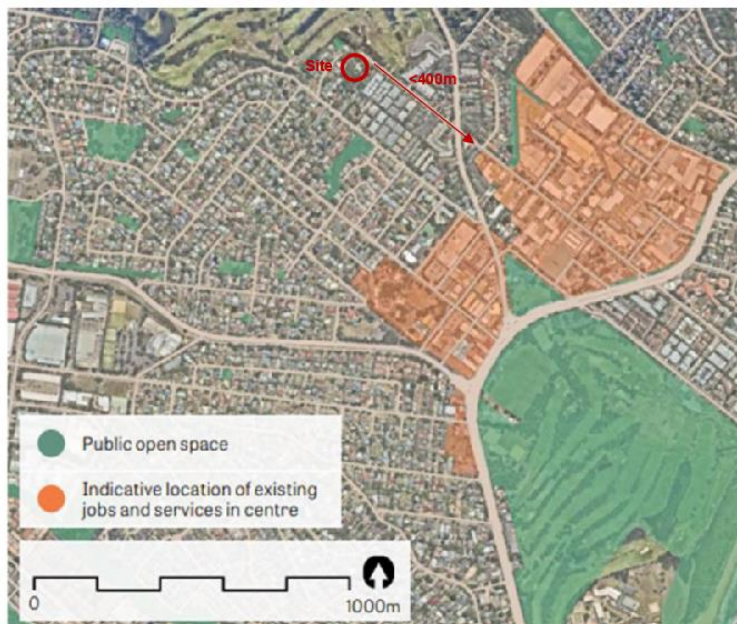 Site
<400m
Public open space
Indicative location of existing
jobs and services in centre
0
1000m